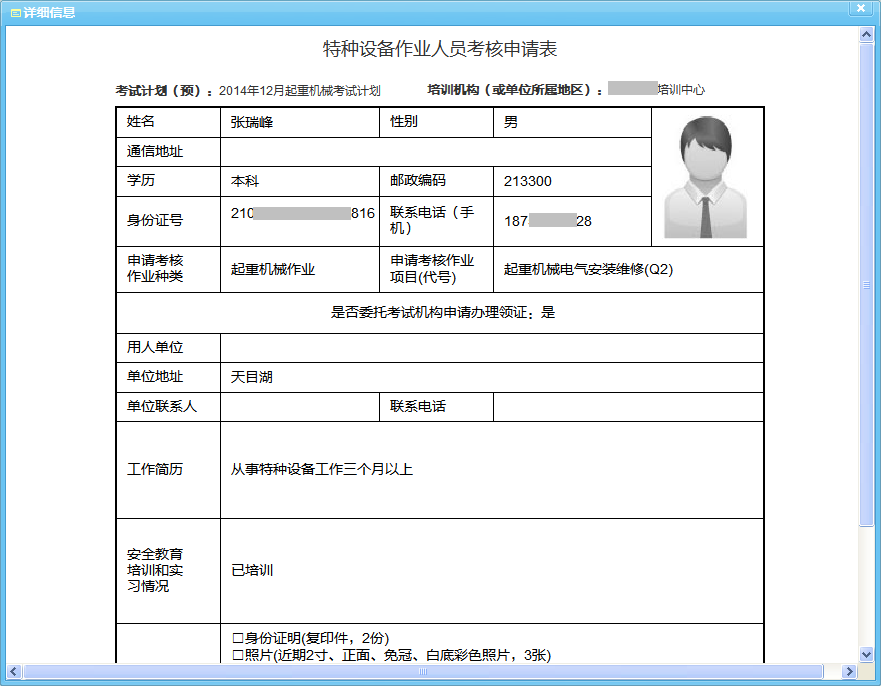 详细信息
特种设备作业人员考核申请表
考试计划（预）：2014年12月起重机械考试计划 培训机构（或单位所属地区）：培训中心
姓名 张瑞峰 性别 男
通信地址
学历 本科 邮政编码 213300
身份证号 210 816 联系电话（手
机） 187 28
申请考核
作业种类 起重机械作业 申请考核作业
项目(代号) 起重机械电气安装维修(Q2)
是否委托考试机构申请办理领证：是
用人单位
单位地址 天目湖
单位联系人 联系电话
工作简历 从事特种设备工作三个月以上
安全教育
培训和实
习情况 已培训
□身份证明(复印件，2份)
□照片(近期2寸、正面、免冠、白底彩色照片，3张)